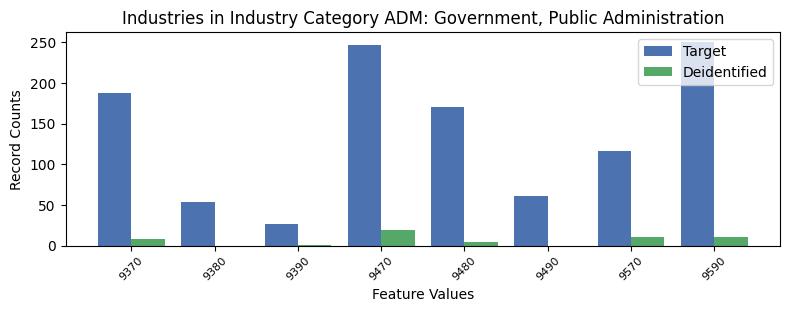 Industries in Industry Category ADM: Government, Public Administration
250
200
150
100
50
0
Record Counts
Target
Deidentified
9370
9380
9390
9470
9480
9490
9570
9590
Feature Values